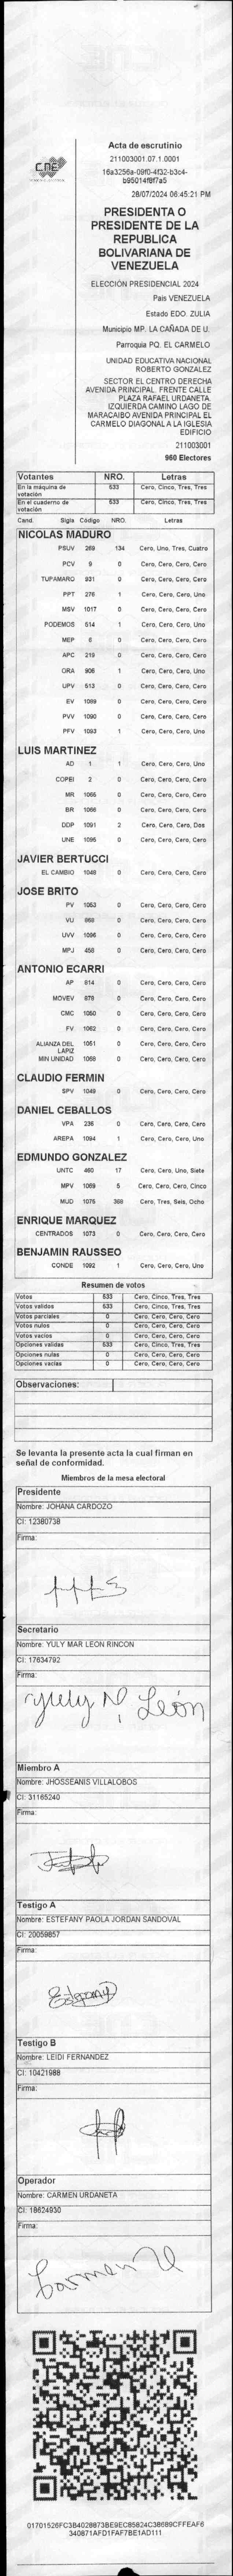 CNE
Acta de escrutinio
211003001.07.1.0001
16a3256a-09f0-4f32-b3c4-
b95014f8f7a5
28/07/2024 06:45:21 PM
PRESIDENTA O
PRESIDENTE DE LA
REPUBLICA
BOLIVARIANA DE
VENEZUELA
ELECCIÓN PRESIDENCIAL 2024
Pais VENEZUELA
Estado EDO. ZULIA
Municipio MP. LA CAÑADA DE U.
Parroquia PQ. EL CARMELO
UNIDAD EDUCATIVA NACIONAL
ROBERTO GONZALEZ
SECTOR EL CENTRO DERECHA
AVENIDA PRINCIPAL. FRENTE CALLE
PLAZA RAFAEL URDANETA.
IZQUIERDA CAMINO LAGO DE
MARACAIBO AVENIDA PRINCIPAL EL
CARMELO DIAGONAL A LA IGLESIA
EDIFICIO
211003001
960 Electores
Votantes NRO. Letras
En la máquina de votación 533 Cero, Cinco, Tres, Tres
En el cuaderno de votación 533 Cero, Cinco, Tres, Tres
Cand. Sigla Código NRO. Letras
NICOLAS MADURO
PSUV 269 134 Cero, Uno, Tres, Cuatro
PCV 9 0 Cero, Cero, Cero, Cero
TUPAMARO 931 0 Cero, Cero, Cero, Cero
PPT 276 1 Cero, Cero, Cero, Uno
MSV 1017 0 Cero, Cero, Cero, Cero
PODEMOS 514 1 Cero, Cero, Cero, Uno
MEP 6 0 Cero, Cero, Cero, Cero
APC 219 0 Cero, Cero, Cero, Cero
ORA 906 1 Cero, Cero, Cero, Uno
UPV 513 0 Cero, Cero, Cero, Cero
EV 1089 0 Cero, Cero, Cero, Cero
PVV 1090 0 Cero, Cero, Cero, Cero
PFV 1093 1 Cero, Cero, Cero, Uno
LUIS MARTINEZ
AD 1 1 Cero, Cero, Cero, Uno
COPEI 2 0 Cero, Cero, Cero, Cero
MR 1065 0 Cero, Cero, Cero, Cero
BR 1066 0 Cero, Cero, Cero, Cero
DDP 1091 2 Cero, Cero, Cero, Dos
UNE 1095 0 Cero, Cero, Cero, Cero
JAVIER BERTUCCI
EL CAMBIO 1048 0 Cero, Cero, Cero, Cero
JOSE BRITO
PV 1053 0 Cero, Cero, Cero, Cero
VU 860 0 Cero, Cero, Cero, Cero
UVV 1096 0 Cero, Cero, Cero, Cero
MPJ 458 0 Cero, Cero, Cero, Cero
ANTONIO ECARRI
AP 814 0 Cero, Cero, Cero, Cero
MOVEV 878 0 Cero, Cero, Cero, Cero
CMC 1050 0 Cero, Cero, Cero, Cero
FV 1062 0 Cero, Cero, Cero, Cero
ALIANZA DEL LAPIZ 1051 0 Cero, Cero, Cero, Cero
MIN UNIDAD 1068 0 Cero, Cero, Cero, Cero
CLAUDIO FERMIN
SPV 1049 0 Cero, Cero, Cero, Cero
DANIEL CEBALLOS
VPA 236 0 Cero, Cero, Cero, Cero
AREPA 1094 1 Cero, Cero, Cero, Uno
EDMUNDO GONZALEZ
UNTC 460 17 Cero, Cero, Uno, Siete
MPV 1069 5 Cero, Cero, Cero, Cinco
MUD 1075 368 Cero, Tres, Seis, Ocho
ENRIQUE MARQUEZ
CENTRADOS 1073 0 Cero, Cero, Cero, Cero
BENJAMIN RAUSSEO
CONDE 1092 1 Cero, Cero, Cero, Uno
Resumen de votos
Votos 533 Cero, Cinco, Tres, Tres
Votos validos 533 Cero, Cinco, Tres, Tres
Votos parciales 0 Cero, Cero, Cero, Cero
Votos nulos 0 Cero, Cero, Cero, Cero
Votos vacios 0 Cero, Cero, Cero, Cero
Opciones validas 533 Cero, Cinco, Tres, Tres
Opciones nulas 0 Cero, Cero, Cero, Cero
Opciones vacias 0 Cero, Cero, Cero, Cero
Observaciones:
Se levanta la presente acta la cual firman en
señal de conformidad.
Miembros de la mesa electoral
Presidente
Nombre: JOHANA CARDOZO
CI: 12380738
Firma:
Secretario
Nombre: YULY MAR LEON RINCON
CI: 17634792
Firma:
yuly N León
Miembro A
Nombre: JHOSSEANIS VILLALOBOS
CI: 31165240
Firma:
Testigo A
Nombre: ESTEFANY PAOLA JORDAN SANDOVAL
CI: 20059857
Firma:
Testigo B
Nombre: LEIDI FERNANDEZ
CI: 10421988
Firma:
Operador
Nombre: CARMEN URDANETA
CI: 18624930
Firma:
Carmen U
01701526FC3B4028873BE9EC85824C38689CFFEAF6
340871AFD1FAF7BE1AD111